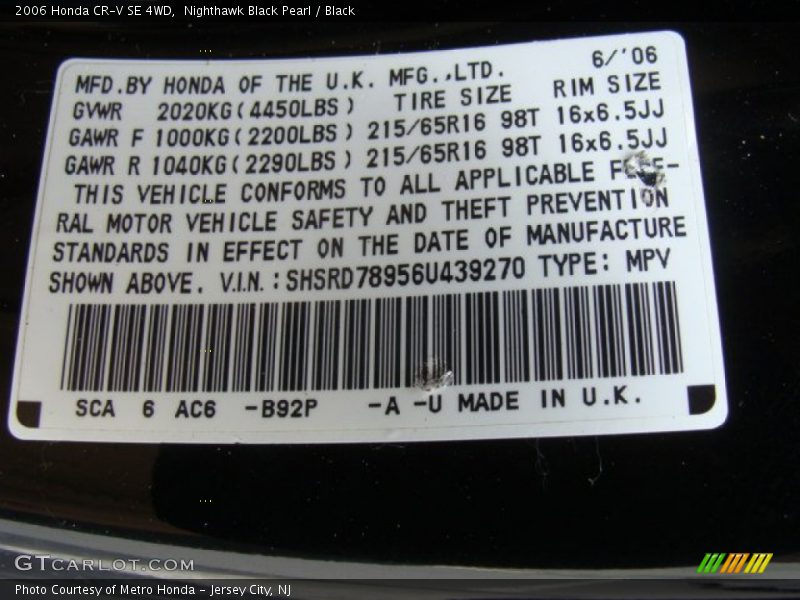 2006 Honda CR-V SE 4WD, Nighthawk Black Pearl / Black
6/'06
MFD.BY HONDA OF THE U.K. MFG.,LTD.
GVWR 2020KG(4450LBS) TIRE SIZE RIM SIZE
GAWR F 1000KG(2200LBS) 215/65R16 98T 16x6.5JJ
GAWR R 1040KG(2290LBS) 215/65R16 98T 16x6.5JJ
THIS VEHICLE CONFORMS TO ALL APPLICABLE
RAL MOTOR VEHICLE SAFETY AND THEFT PREVENTION
STANDARDS IN EFFECT ON THE DATE OF MANUFACTURE
SHOWN ABOVE. V.I.N.:SHSRD78956U439270 TYPE: MPV
SCA 6 AC6 -B92P -A -U MADE IN U.K.
GTCARLOT.COM
Photo Courtesy of Metro Honda - Jersey City, NJ